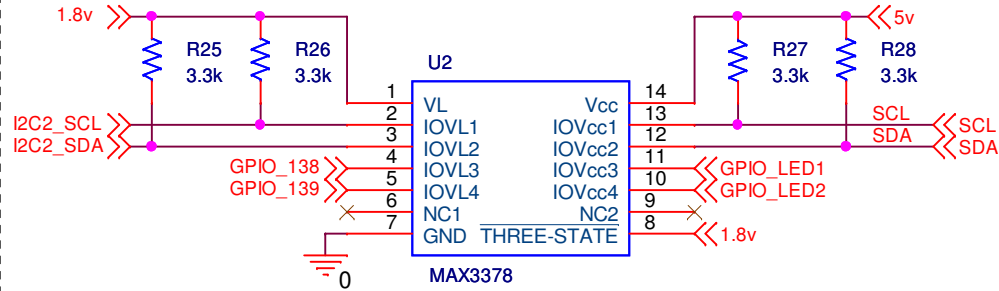 1.8v
5v
R25
3.3k
R26
3.3k
R27
3.3k
R28
3.3k
U2
1
VL
Vcc
14
I2C2_SCL
2
IOVL1
IOVcc1
13
SCL
SCL
I2C2_SDA
3
IOVL2
IOVcc2
12
SDA
SDA
GPIO_138
4
IOVL3
IOVcc3
11
GPIO_LED1
GPIO_139
5
IOVL4
IOVcc4
10
GPIO_LED2
6
NC1
NC2
9
7
GND
THREE-STATE
8
1.8v
0
MAX3378